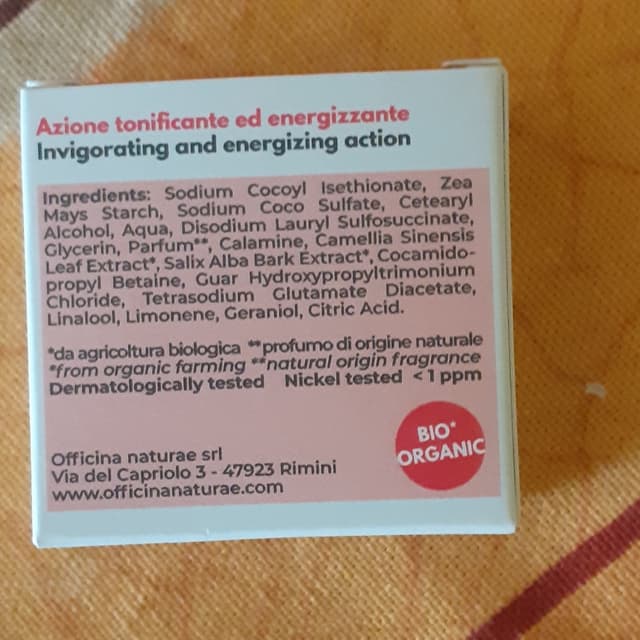 Azione tonificante ed energizzante
Invigorating and energizing action
Ingredients: Sodium Cocoyl Isethionate, Zea
Mays Starch, Sodium Coco Sulfate, Cetearyl
Alcohol, Aqua, Disodium Lauryl Sulfosuccinate,
Glycerin, Parfum**, Calamine, Camellia Sinensis
Leaf Extract*, Salix Alba Bark Extract*, Cocamido-
propyl Betaine, Guar Hydroxypropyltrimonium
Chloride, Tetrasodium Glutamate Diacetate,
Linalool, Limonene, Geraniol, Citric Acid.
*da agricoltura biologica **profumo di origine naturale
*from organic farming **natural origin fragrance
Dermatologically tested Nickel tested <1 ppm
BIO*
ORGANIC
Officina naturae srl
Via del Capriolo 3 - 47923 Rimini
www.officinanaturae.com